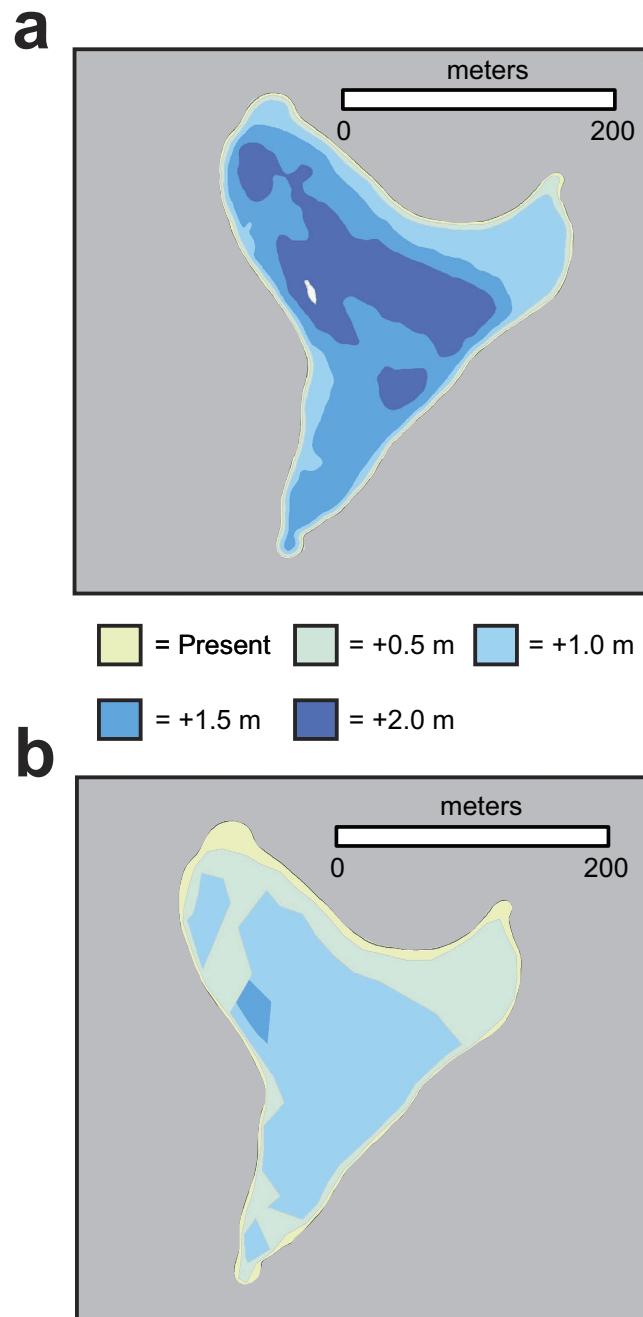 a
meters
0 200
= Present = +0.5 m = +1.0 m
= +1.5 m = +2.0 m
b
meters
0 200